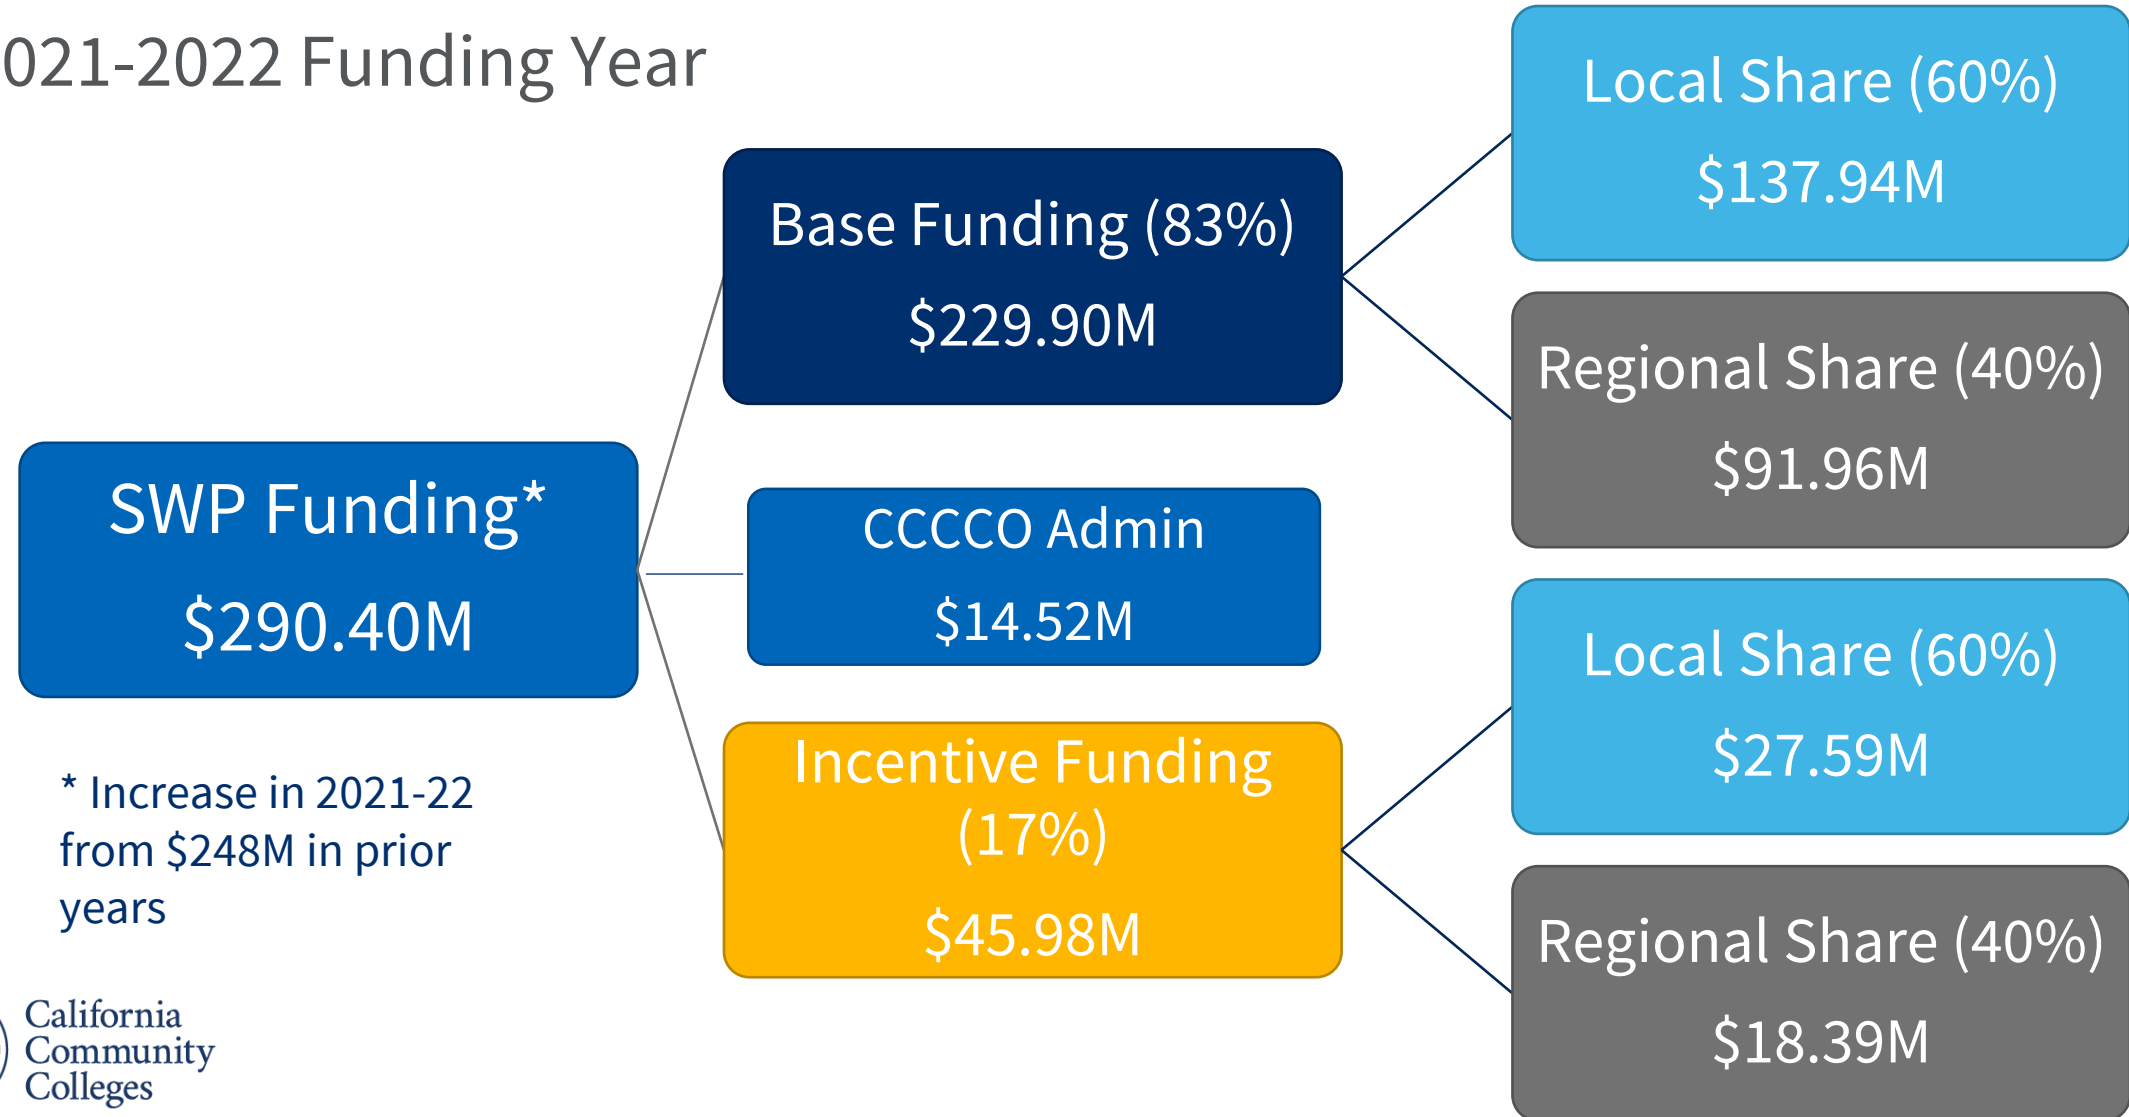 021-2022 Funding Year
SWP Funding*
$290.40M
* Increase in 2021-22
from $248M in prior
years
Base Funding (83%)
$229.90M
CCCCO Admin
$14.52M
Incentive Funding
(17%)
$45.98M
Local Share (60%)
$137.94M
Regional Share (40%)
$91.96M
Local Share (60%)
$27.59M
Regional Share (40%)
$18.39M
California
Community
Colleges